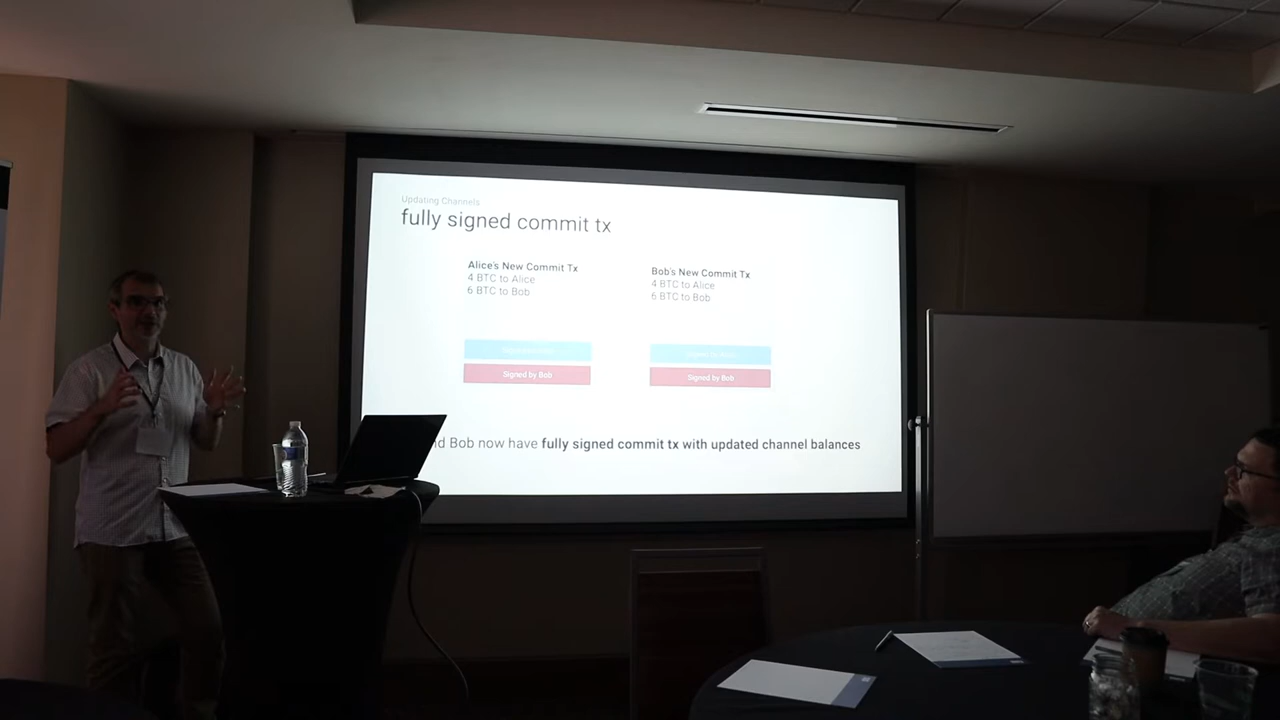 Updating Channels
fully signed commit tx
Alice's New Commit Tx
4 BTC to Alice
6 BTC to Bob
Bob's New Commit Tx
4 BTC to Alice
6 BTC to Bob
Signed by Bob
Signed by Bob
Bob now have fully signed commit tx with updated channel balances